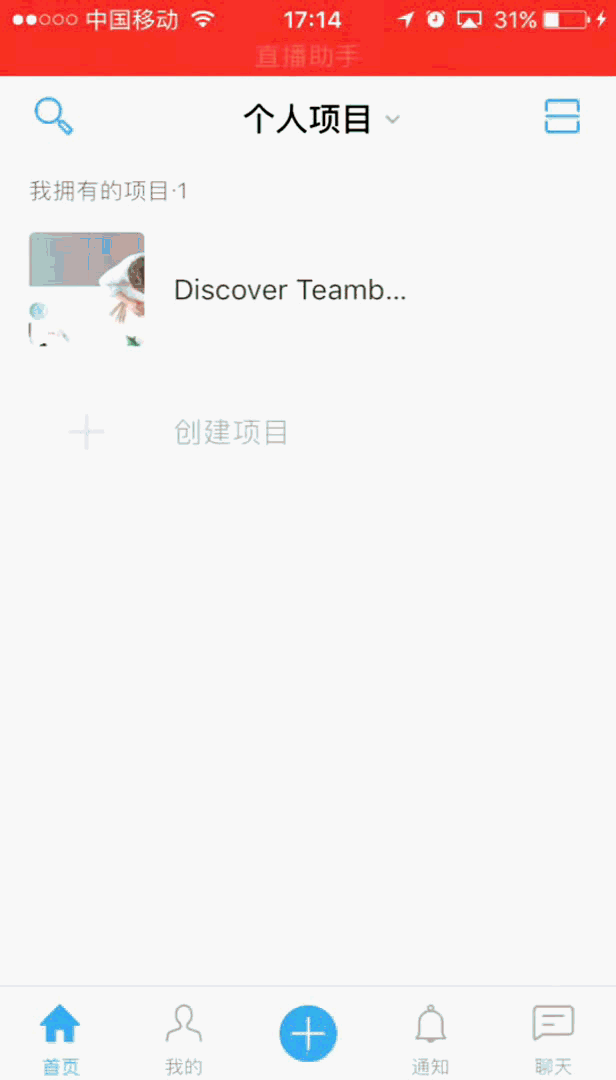 中国移动 17:14 31%
直播助手
个人项目
我拥有的项目·1
Discover Teamb...
创建项目
首页 我的 通知 聊天